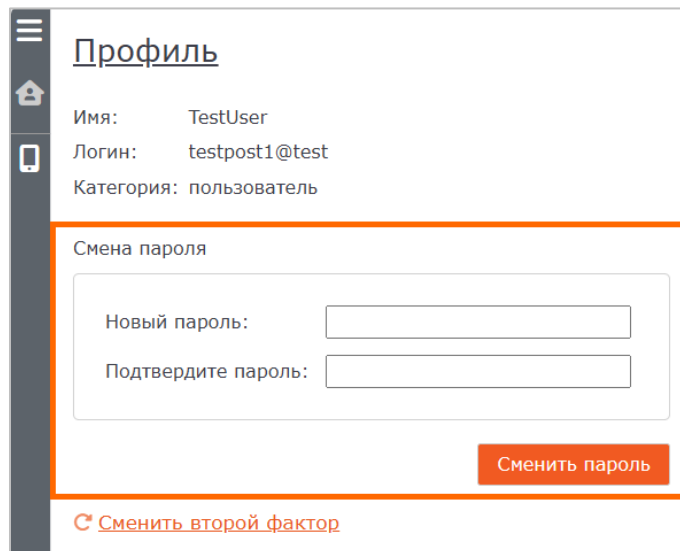 Профиль
Имя: TestUser
Логин: testpost1@test
Категория: пользователь
Смена пароля
Новый пароль:
Подтвердите пароль:
Сменить пароль
Сменить второй фактор